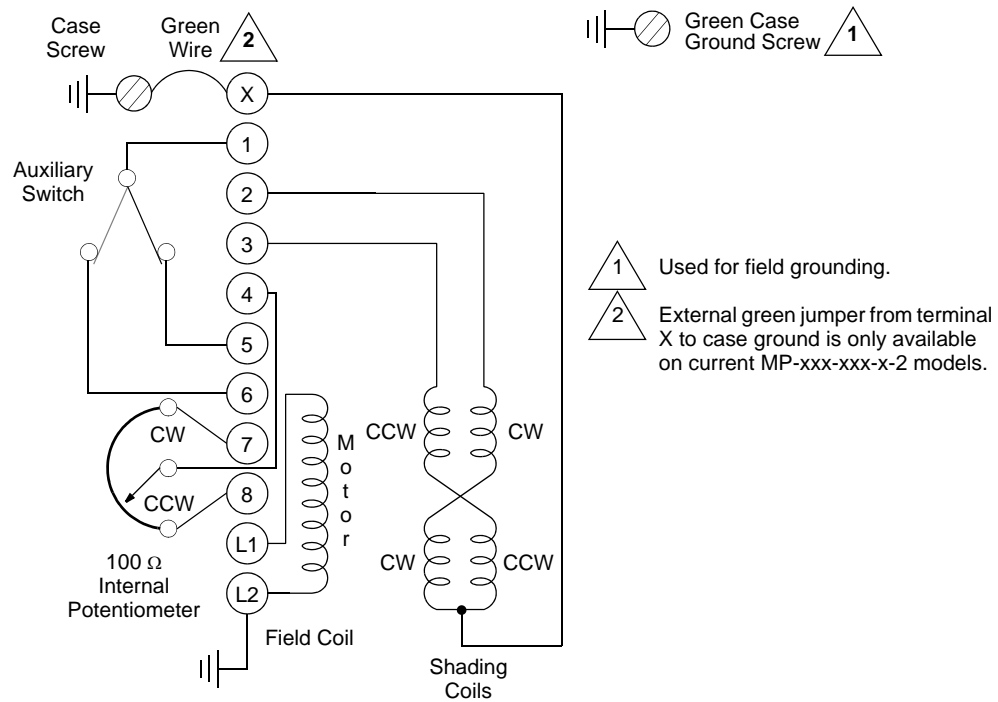 Case
Screw
Green
Wire
2
Green Case
Ground Screw
1
X
1
Auxiliary
Switch
2
3
4
5
6
7
8
L1
L2
CW
CCW
100 Ω
Internal
Potentiometer
Motor
Field Coil
CCW
CW
CW
CCW
Shading
Coils
1
Used for field grounding.
2
External green jumper from terminal
X to case ground is only available
on current MP-xxx-xxx-x-2 models.